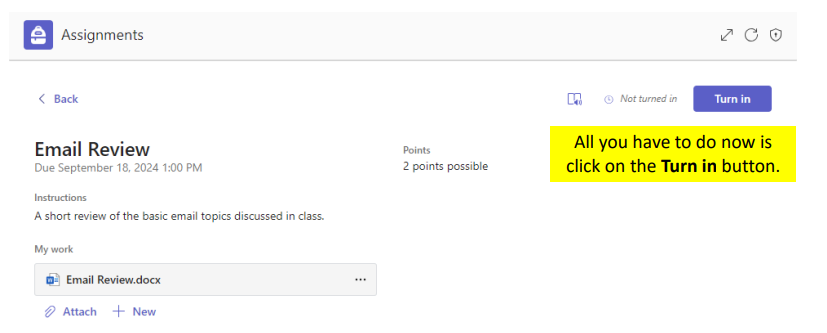 Assignments
Back
Not turned in
Turn in
Email Review
Due September 18, 2024 1:00 PM
Points
2 points possible
All you have to do now is
click on the Turn in button.
Instructions
A short review of the basic email topics discussed in class.
My work
Email Review.docx
Attach
New